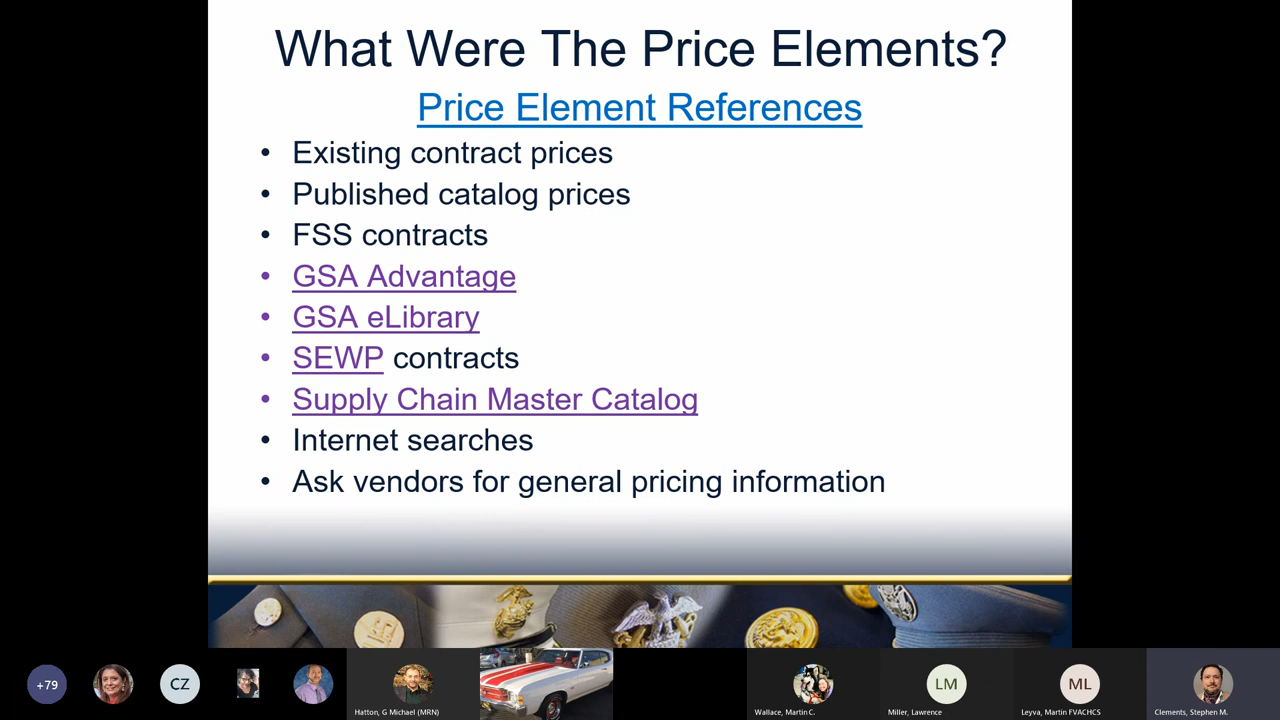 What Were The Price Elements?
Price Element References
• Existing contract prices
• Published catalog prices
• FSS contracts
• GSA Advantage
• GSA eLibrary
• SEWP contracts
• Supply Chain Master Catalog
• Internet searches
• Ask vendors for general pricing information
+79
CZ
LM
ML
Hatton, G Michael (MRN)
Wallace, Martin C.
Miller, Lawrence
Leyva, Martin FVACHCS
Clements, Stephen M.